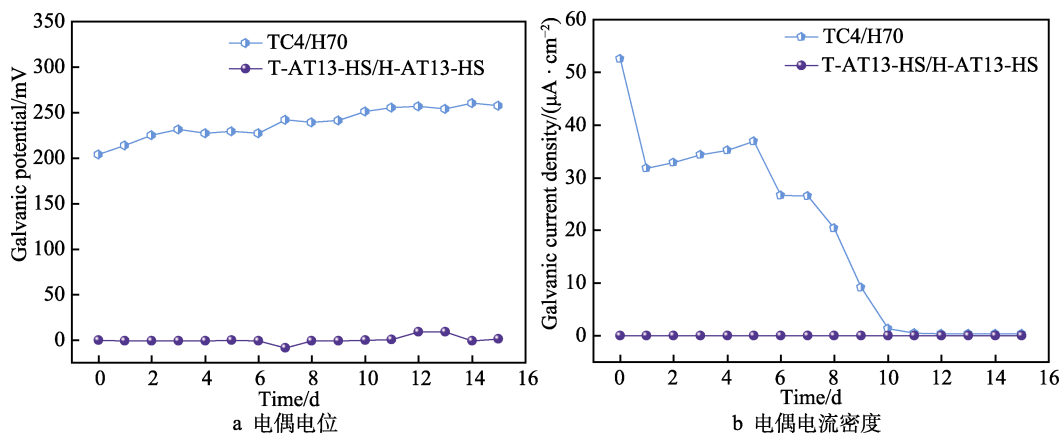 350
300
250
200
150
100
50
0
Galvanic potential/mV
TC4/H70
T-AT13-HS/H-AT13-HS
0 2 4 6 8 10 12 14 16
Time/d
a 电偶电位
60
50
40
30
20
10
0
Galvanic current density/(μA · cm⁻²)
TC4/H70
T-AT13-HS/H-AT13-HS
0 2 4 6 8 10 12 14 16
Time/d
b 电偶电流密度